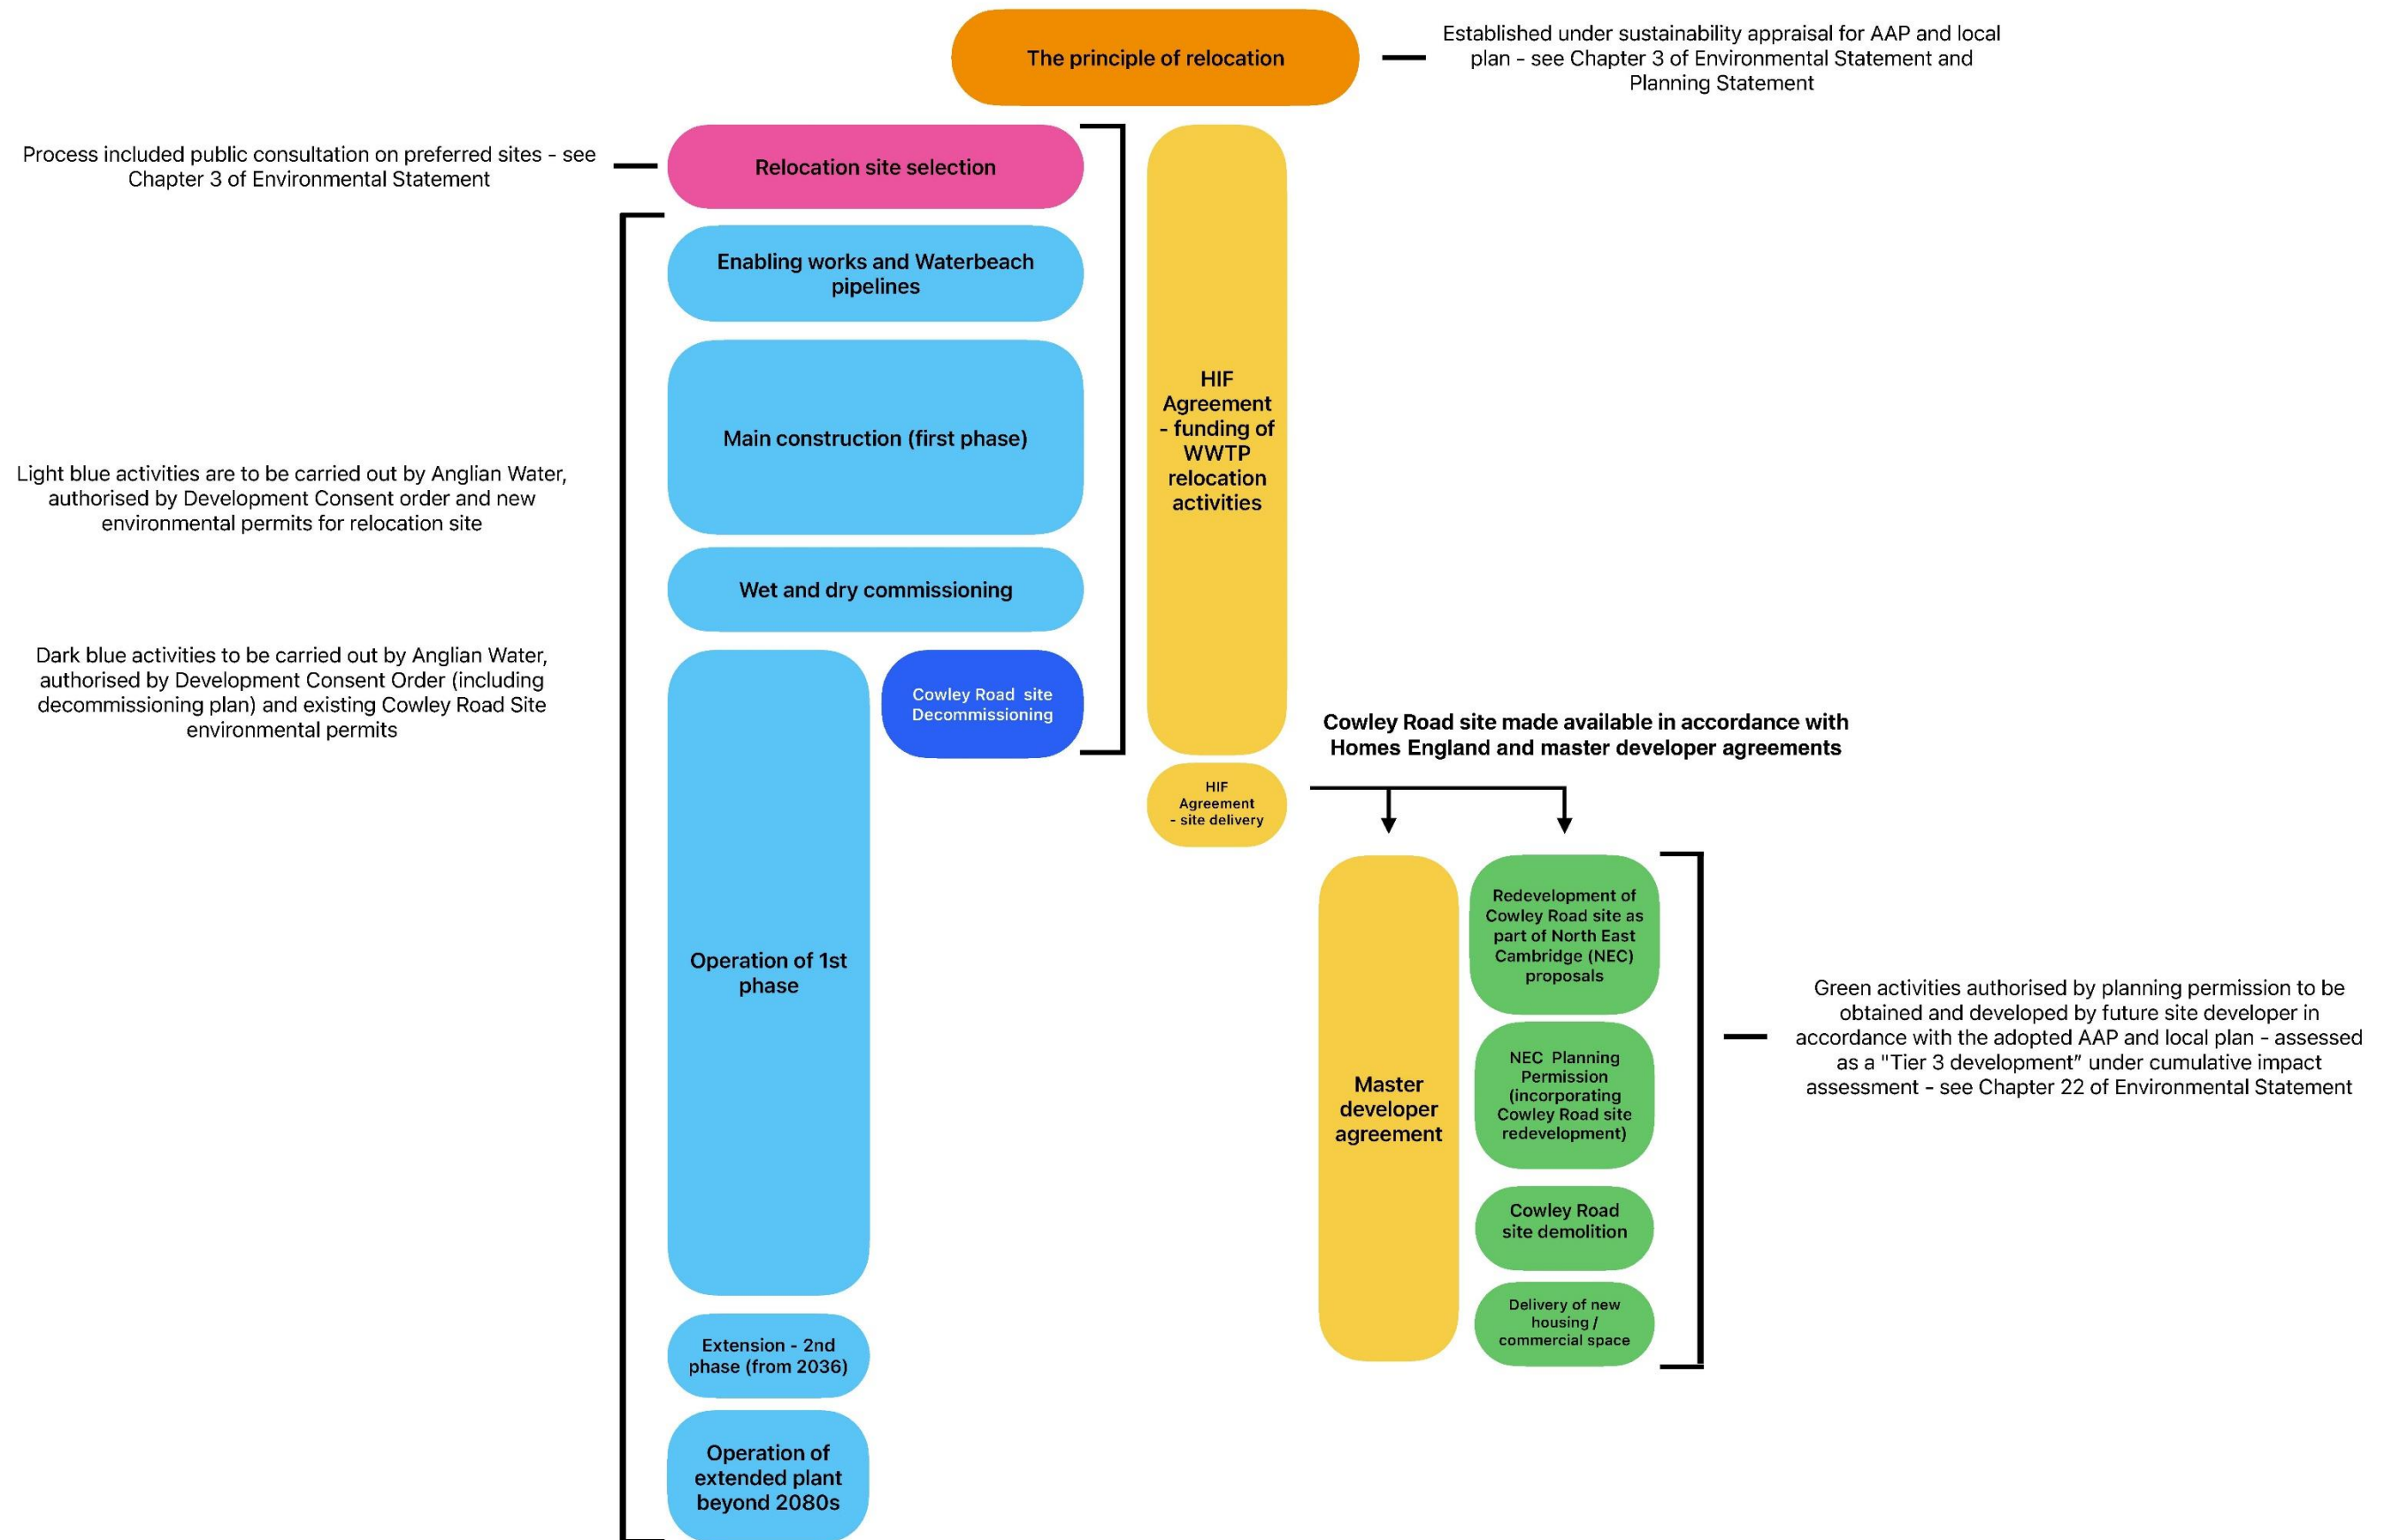 The principle of relocation
Established under sustainability appraisal for AAP and local
plan - see Chapter 3 of Environmental Statement and
Planning Statement
Process included public consultation on preferred sites - see
Chapter 3 of Environmental Statement
Relocation site selection
Enabling works and Waterbeach
pipelines
Main construction (first phase)
Light blue activities are to be carried out by Anglian Water,
authorised by Development Consent order and new
environmental permits for relocation site
Wet and dry commissioning
Dark blue activities to be carried out by Anglian Water,
authorised by Development Consent Order (including
decommissioning plan) and existing Cowley Road Site
environmental permits
Cowley Road site
Decommissioning
Operation of 1st
phase
Extension - 2nd
phase (from 2036)
Operation of
extended plant
beyond 2080s
HIF
Agreement
- funding of
WWTP
relocation
activities
HIF
Agreement
- site delivery
Cowley Road site made available in accordance with
Homes England and master developer agreements
Master
developer
agreement
Redevelopment of
Cowley Road site as
part of North East
Cambridge (NEC)
proposals
NEC Planning
Permission
(incorporating
Cowley Road site
redevelopment)
Cowley Road
site demolition
Delivery of new
housing /
commercial space
Green activities authorised by planning permission to be
obtained and developed by future site developer in
accordance with the adopted AAP and local plan - assessed
as a "Tier 3 development" under cumulative impact
assessment - see Chapter 22 of Environmental Statement